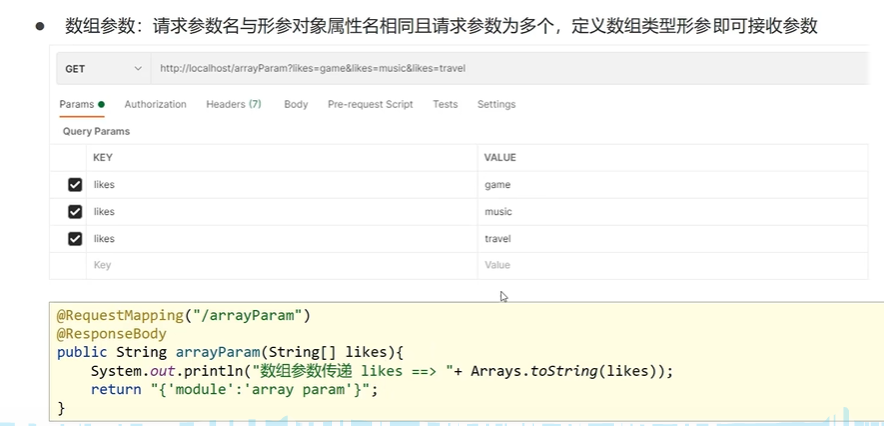 ● 数组参数：请求参数名与形参对象属性名相同且请求参数为多个，定义数组类型形参即可接收参数
GET http://localhost/arrayParam?likes=game&likes=music&likes=travel
Params Authorization Headers (7) Body Pre-request Script Tests Settings
Query Params
KEY VALUE
likes game
likes music
likes travel
Key Value
@RequestMapping("/arrayParam")
@ResponseBody
public String arrayParam(String[] likes){
    System.out.println("数组参数传递 likes ==> "+ Arrays.toString(likes));
    return "{'module':'array param'}";
}